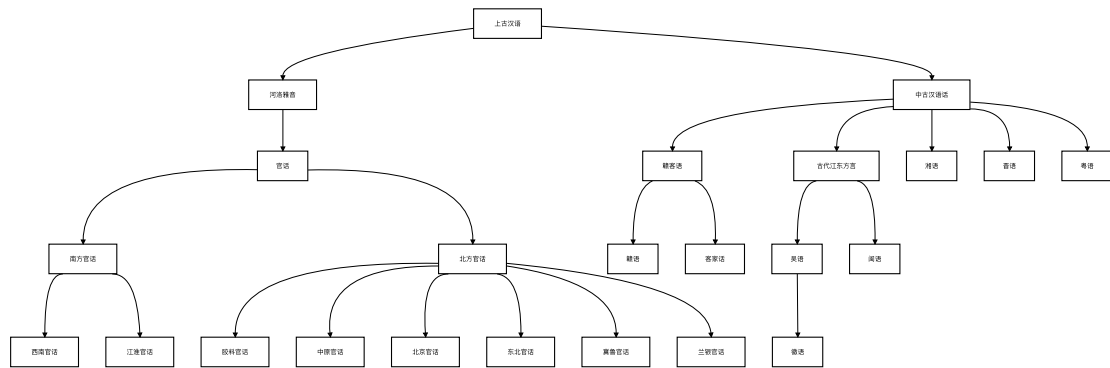 上古汉语
河洛雅音
中古汉语话
官话
赣客语
古代江东方言
湘语
晋语
粤语
南方官话
北方官话
赣语
客家话
吴语
闽语
西南官话
江淮官话
胶料官话
中原官话
北京官话
东北官话
冀鲁官话
兰银官话
徽语